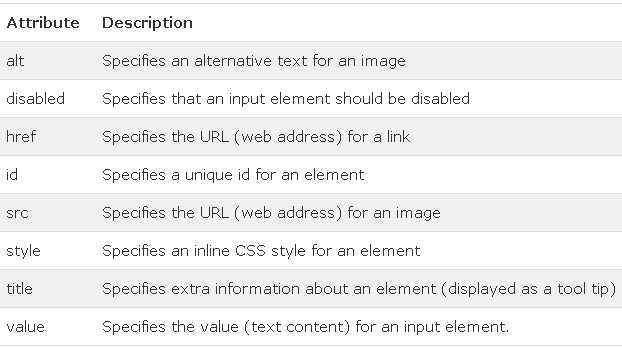 Attribute Description
alt Specifies an alternative text for an image
disabled Specifies that an input element should be disabled
href Specifies the URL (web address) for a link
id Specifies a unique id for an element
src Specifies the URL (web address) for an image
style Specifies an inline CSS style for an element
title Specifies extra information about an element (displayed as a tool tip)
value Specifies the value (text content) for an input element.